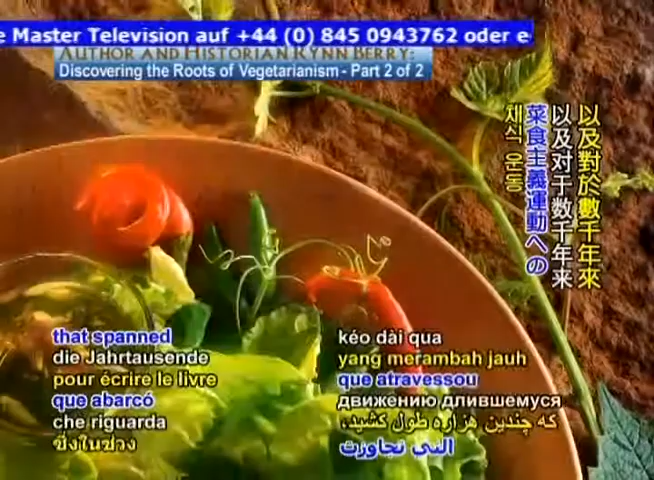 e Master Television auf +44 (0) 845 0943762 oder e
AUTHOR AND HISTORIAN RYNN BERRY:
Discovering the Roots of Vegetarianism - Part 2 of 2
以及對於數千年來
以及对于数千年来
菜食主義運動への
채식 운동
that spanned
die Jahrtausende
pour écrire le livre
que abarcó
che riguarda
ซึ่งในช่วง
kéo dài qua
yang merambah jauh
que atravessou
движению длившемуся
که چندین هزاره طول کشید،
التي تجاوزت